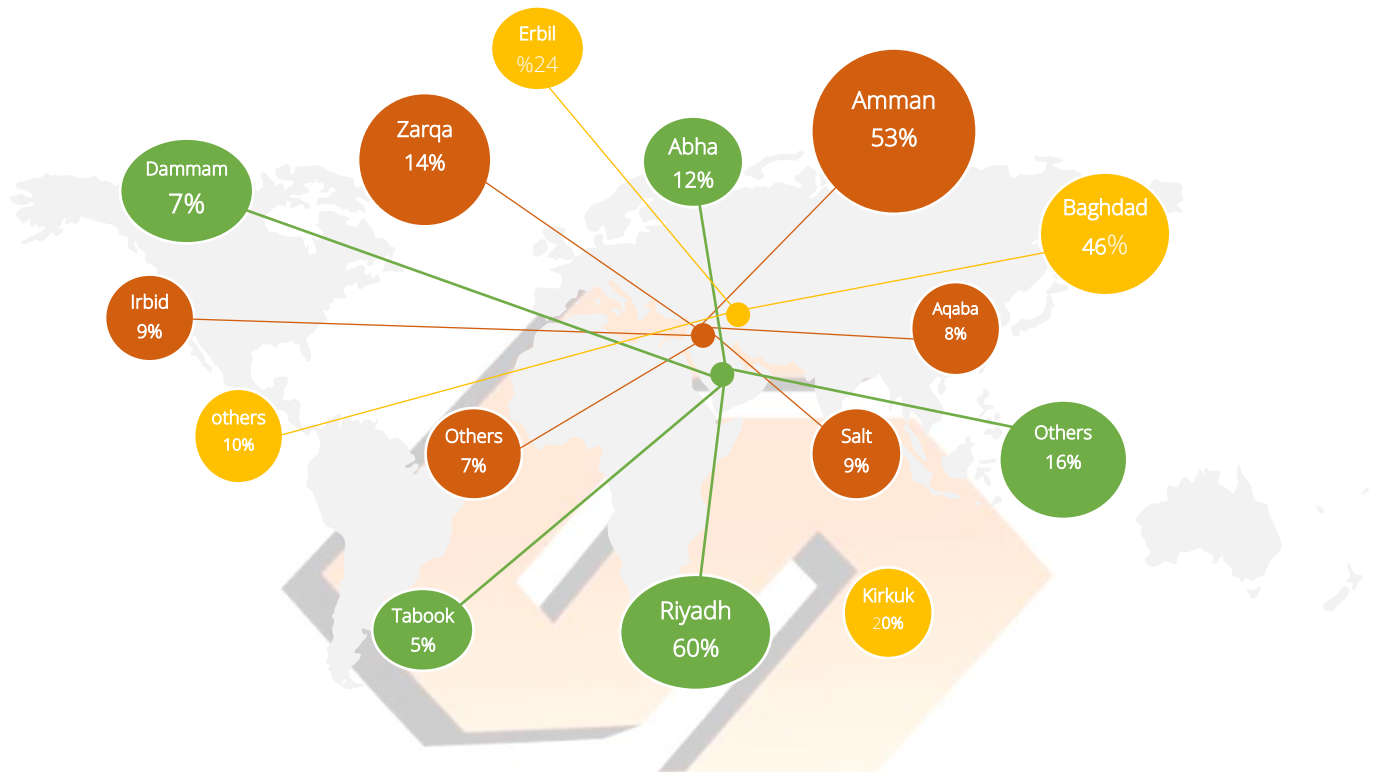 Erbil
%24
Amman
53%
Zarqa
14%
Abha
12%
Dammam
7%
Baghdad
46%
Irbid
9%
Aqaba
8%
others
10%
Others
7%
Salt
9%
Others
16%
Tabook
5%
Riyadh
60%
Kirkuk
20%